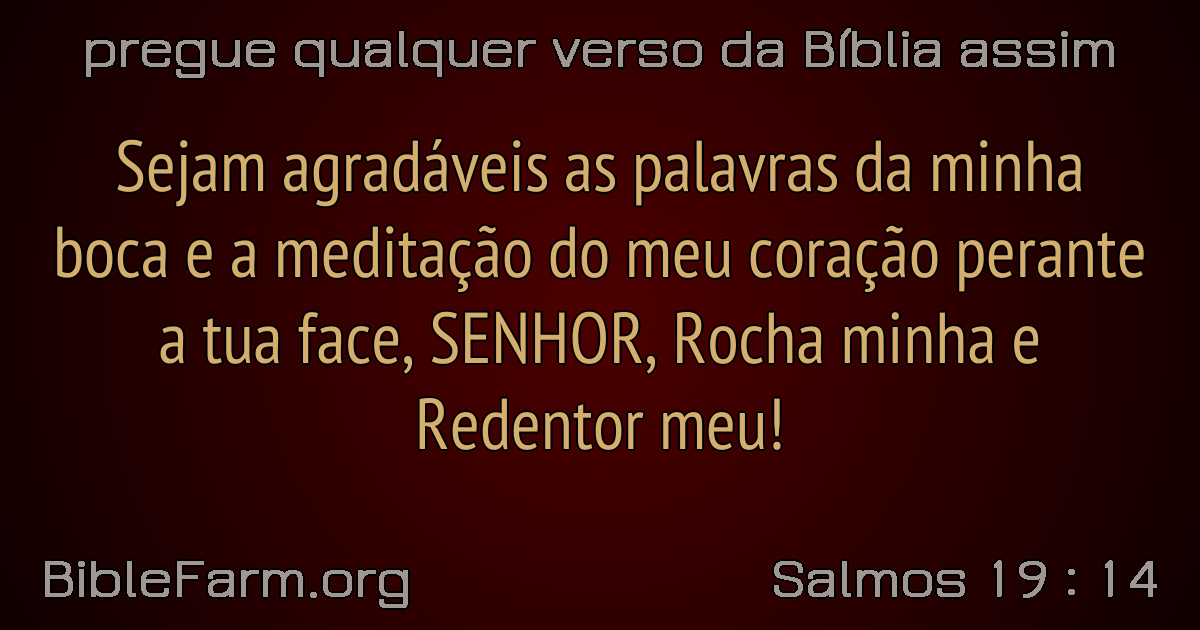 pregue qualquer verso da Bíblia assim
Sejam agradáveis as palavras da minha
boca e a meditação do meu coração perante
a tua face, SENHOR, Rocha minha e
Redentor meu!
BibleFarm.org
Salmos 19 : 14